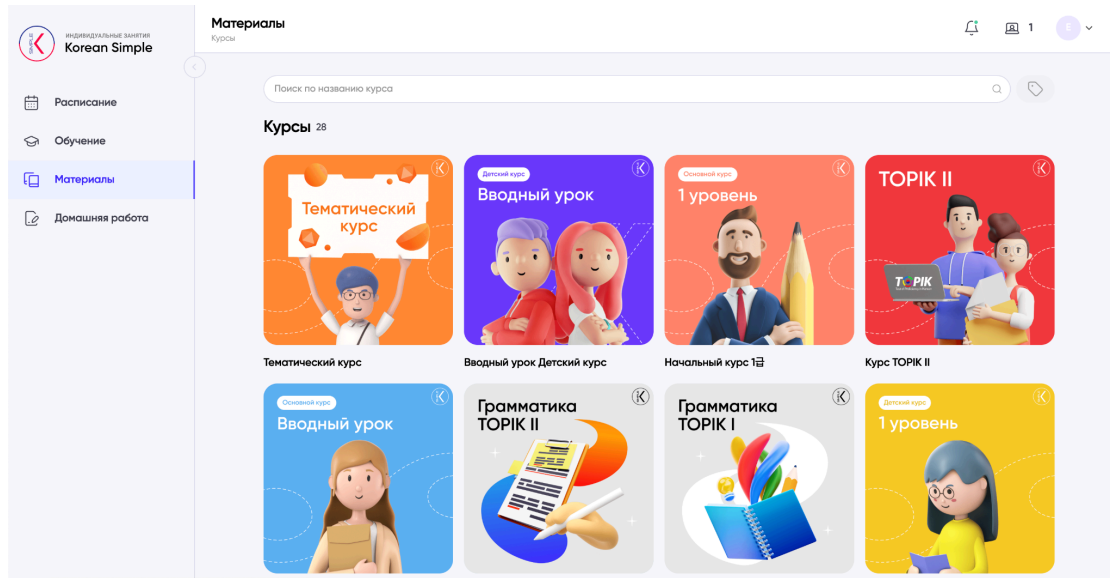 SIMPLE
ИНДИВИДУАЛЬНЫЕ ЗАНЯТИЯ
Korean Simple
Расписание
Обучение
Материалы
Домашняя работа
Материалы
Курсы
1
E
Поиск по названию курса
Курсы 28
Тематический
курс
Тематический курс
Детский курс
Вводный урок
Вводный урок Детский курс
Основной курс
1 уровень
Начальный курс 1급
TOPIK II
TOPIK
Курс TOPIK II
Основной курс
Вводный урок
Грамматика
TOPIK II
Грамматика
TOPIK I
Детский курс
1 уровень